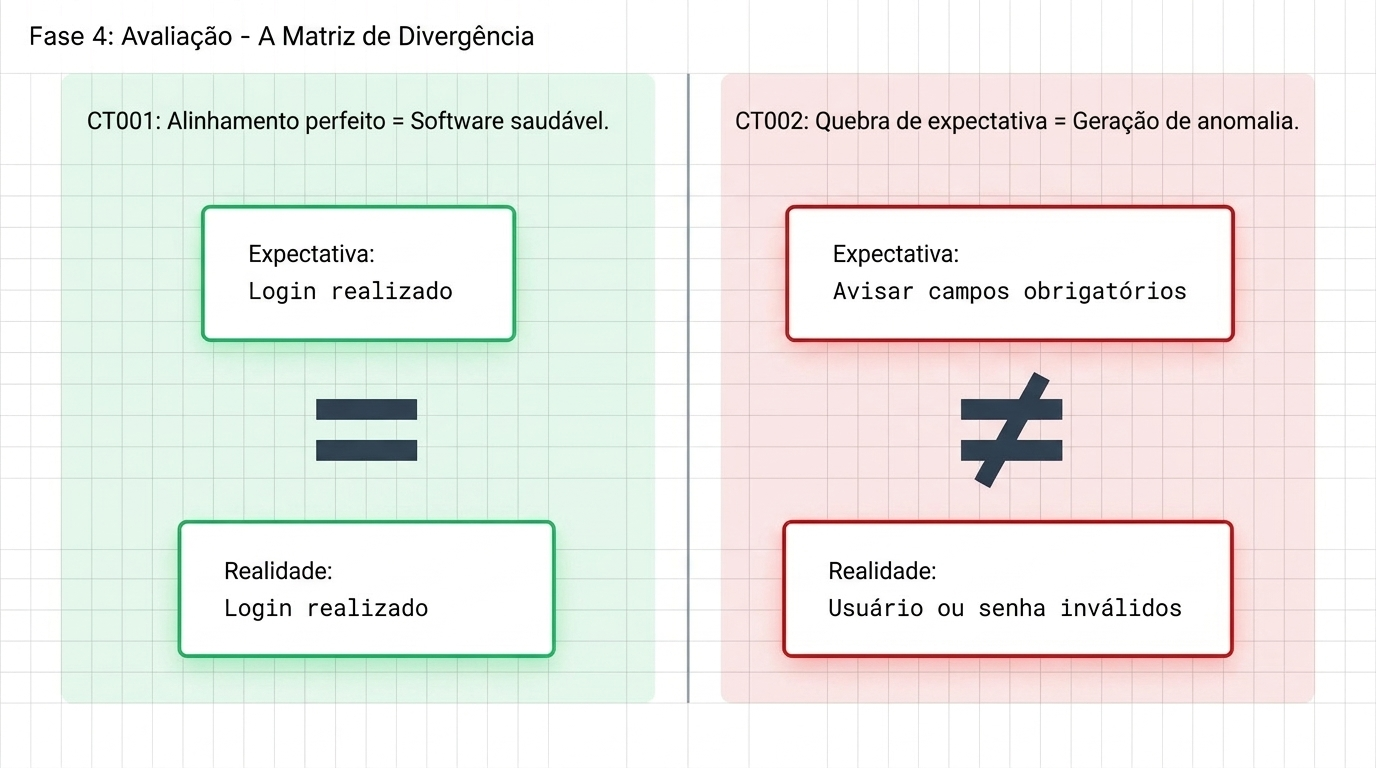 Fase 4: Avaliação - A Matriz de Divergência
CT001: Alinhamento perfeito = Software saudável.
Expectativa:
Login realizado
=
Realidade:
Login realizado
CT002: Quebra de expectativa = Geração de anomalia.
Expectativa:
Avisar campos obrigatórios
≠
Realidade:
Usuário ou senha inválidos